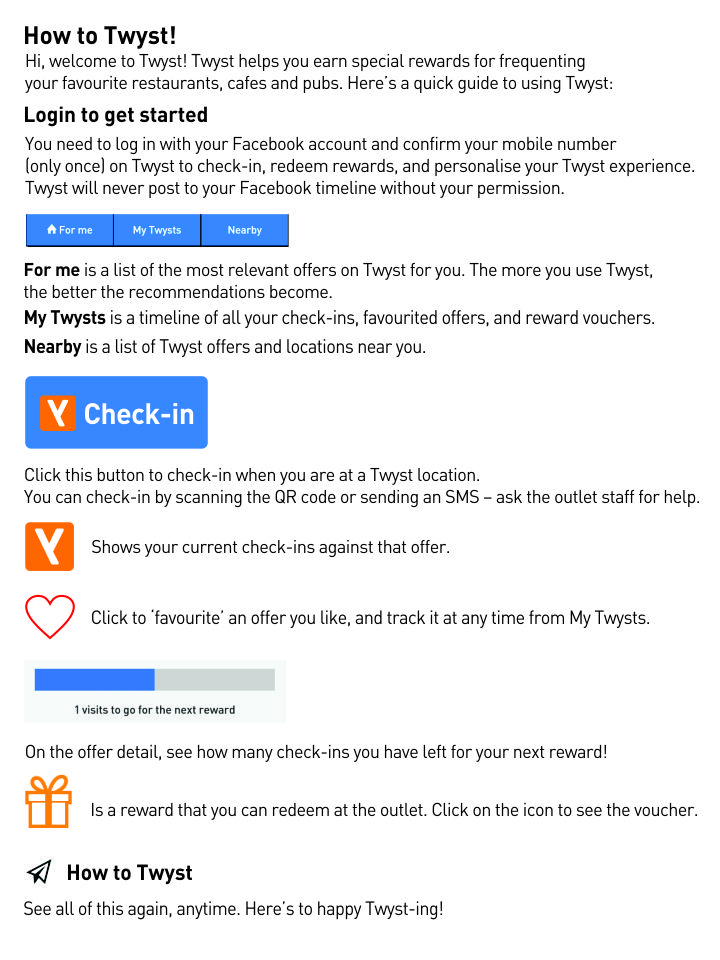 How to Twyst!
Hi, welcome to Twyst! Twyst helps you earn special rewards for frequenting
your favourite restaurants, cafes and pubs. Here's a quick guide to using Twyst:
Login to get started
You need to log in with your Facebook account and confirm your mobile number
(only once) on Twyst to check-in, redeem rewards, and personalise your Twyst experience.
Twyst will never post to your Facebook timeline without your permission.
For me My Twysts Nearby
For me is a list of the most relevant offers on Twyst for you. The more you use Twyst,
the better the recommendations become.
My Twysts is a timeline of all your check-ins, favourited offers, and reward vouchers.
Nearby is a list of Twyst offers and locations near you.
Check-in
Click this button to check-in when you are at a Twyst location.
You can check-in by scanning the QR code or sending an SMS – ask the outlet staff for help.
Shows your current check-ins against that offer.
Click to 'favourite' an offer you like, and track it at any time from My Twysts.
1 visits to go for the next reward
On the offer detail, see how many check-ins you have left for your next reward!
Is a reward that you can redeem at the outlet. Click on the icon to see the voucher.
How to Twyst
See all of this again, anytime. Here's to happy Twyst-ing!